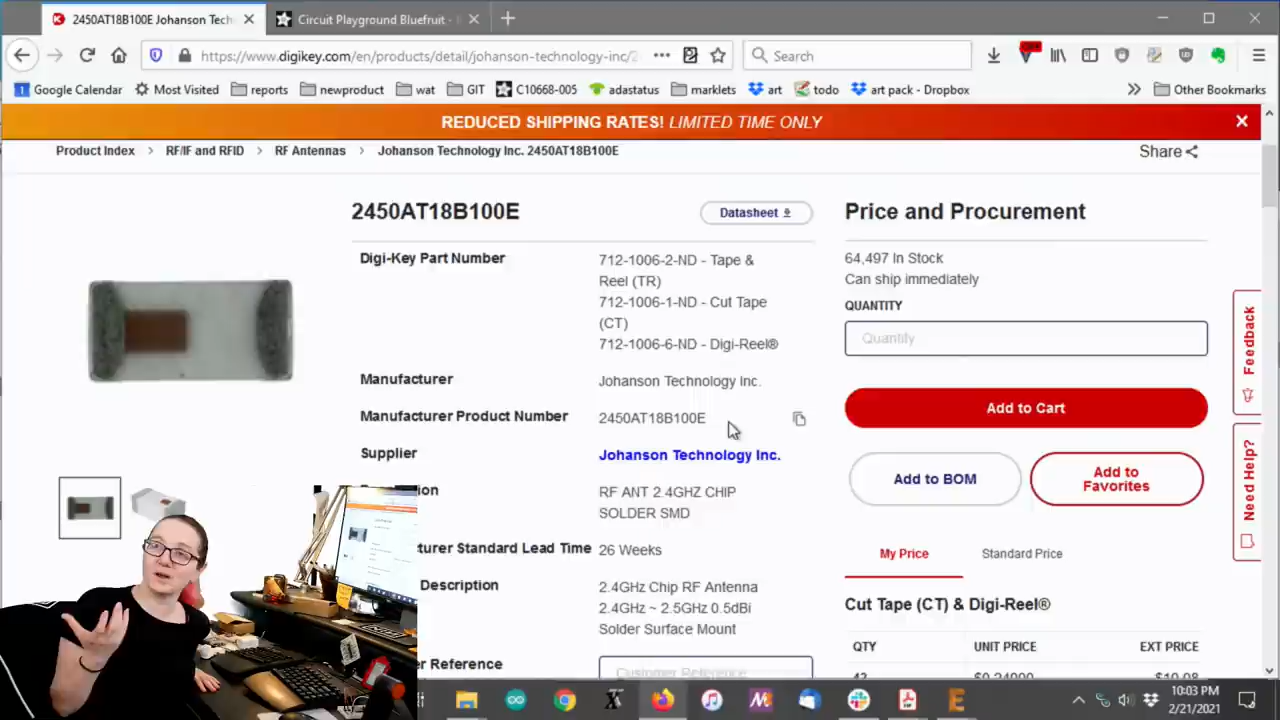 2450AT18B100E Johanson Tech
Circuit Playground Bluefruit -
https://www.digikey.com/en/products/detail/johanson-technology-inc/2
Search
Google Calendar
Most Visited
reports
newproduct
wat
GIT
C10668-005
adastatus
marklets
art
todo
art pack - Dropbox
Other Bookmarks
REDUCED SHIPPING RATES! LIMITED TIME ONLY
Product Index > RF/IF and RFID > RF Antennas > Johanson Technology Inc. 2450AT18B100E
Share
2450AT18B100E
Datasheet
Digi-Key Part Number
712-1006-2-ND - Tape &
Reel (TR)
712-1006-1-ND - Cut Tape
(CT)
712-1006-6-ND - Digi-Reel®
Manufacturer
Johanson Technology Inc.
Manufacturer Product Number
2450AT18B100E
Supplier
Johanson Technology Inc.
RF ANT 2.4GHZ CHIP
SOLDER SMD
turer Standard Lead Time
26 Weeks
Description
2.4GHz Chip RF Antenna
2.4GHz ~ 2.5GHz 0.5dBi
Solder Surface Mount
r Reference
Customer Reference
Price and Procurement
64,497 In Stock
Can ship immediately
QUANTITY
Quantity
Add to Cart
Add to BOM
Add to
Favorites
My Price
Standard Price
Cut Tape (CT) & Digi-Reel®
QTY
UNIT PRICE
EXT PRICE
Feedback
Need Help?
10:03 PM
2/21/2021